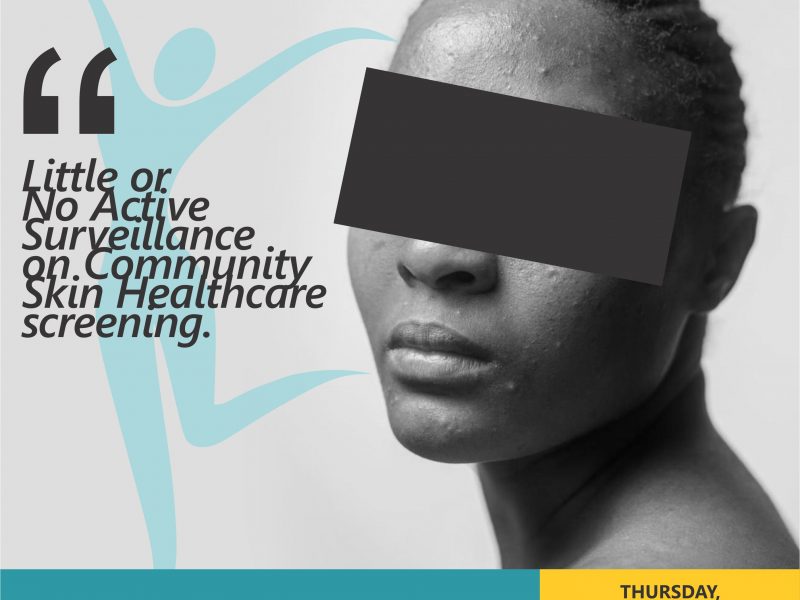 “
Little or
No Active
Surveillance
on Community
Skin Healthcare
screening.
THURSDAY,